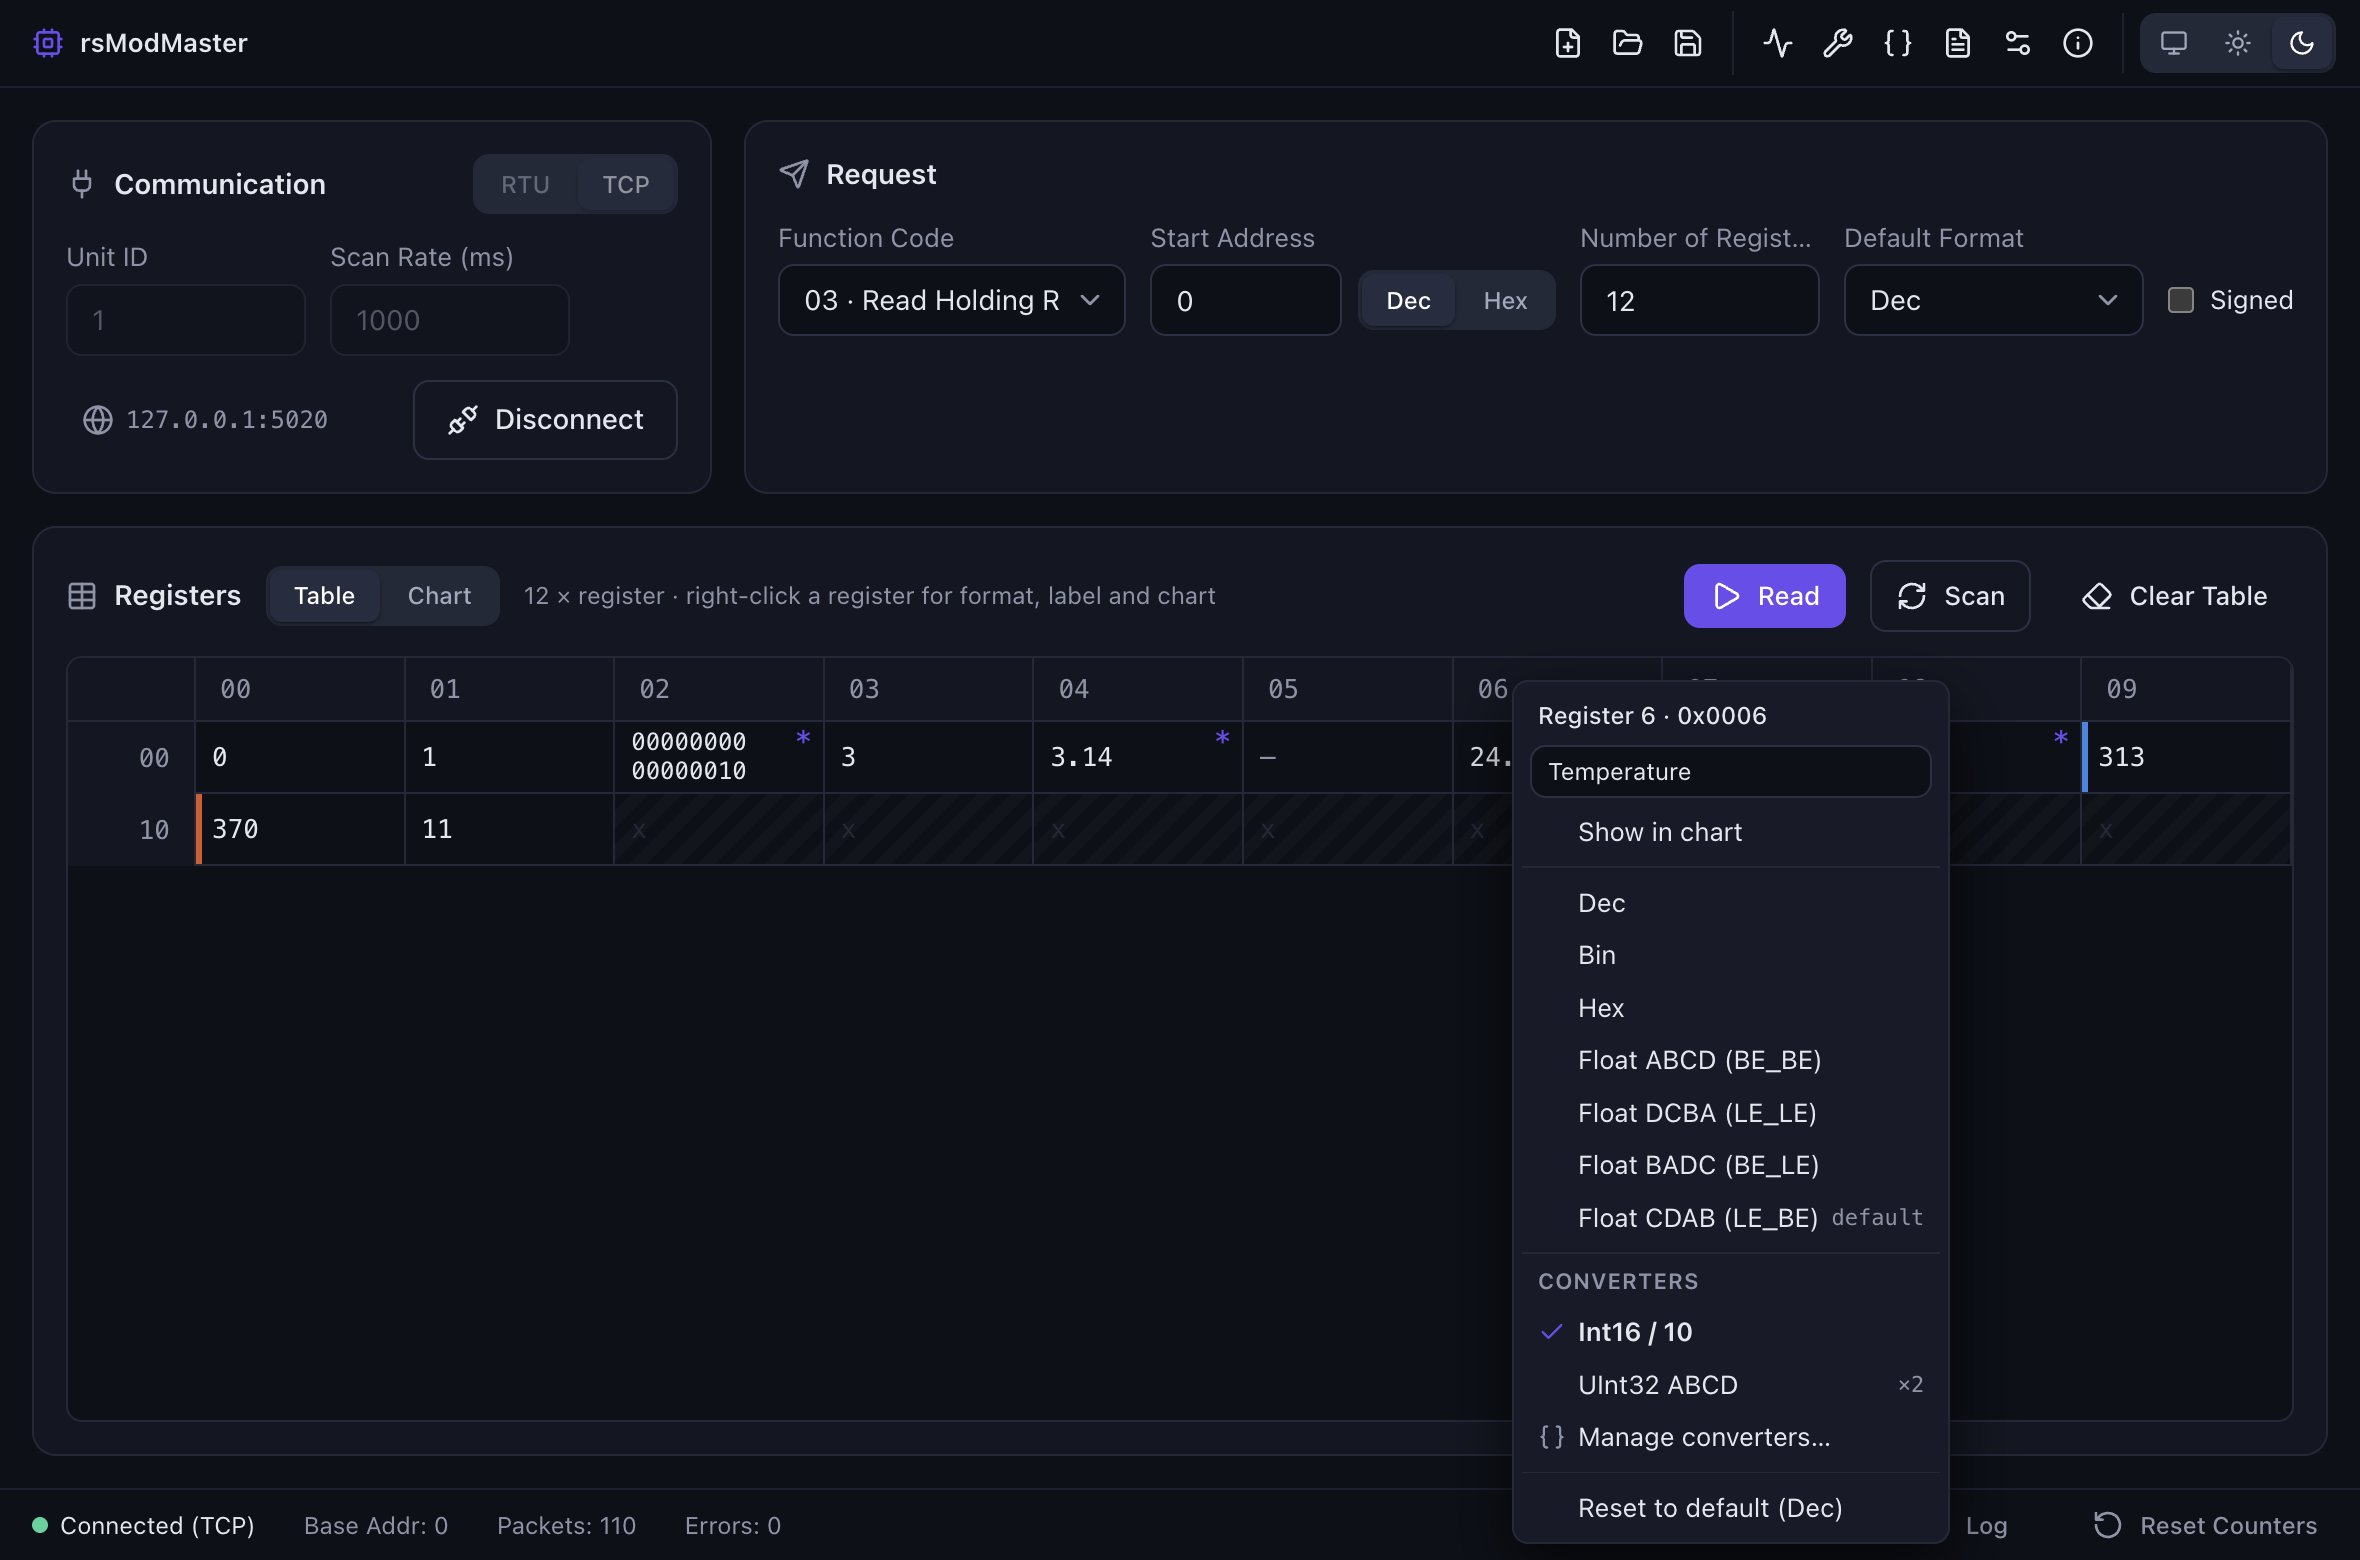 rsModMaster
Communication
RTU
TCP
Unit ID
Scan Rate (ms)
1
1000
127.0.0.1:5020
Disconnect
Request
Function Code
Start Address
Number of Regist...
Default Format
03 · Read Holding R
0
Dec
Hex
12
Dec
Signed
Registers
Table
Chart
12 × register · right-click a register for format, label and chart
Read
Scan
Clear Table
00 01 02 03 04 05 06 09
00 0 1 00000000 * 3 3.14 * – 24. * 313
00000010
10 370 11 x x x x x x
Register 6 · 0x0006
Temperature
Show in chart
Dec
Bin
Hex
Float ABCD (BE_BE)
Float DCBA (LE_LE)
Float BADC (BE_LE)
Float CDAB (LE_BE) default
CONVERTERS
Int16 / 10
UInt32 ABCD ×2
{} Manage converters...
Reset to default (Dec)
Connected (TCP)
Base Addr: 0
Packets: 110
Errors: 0
Log
Reset Counters